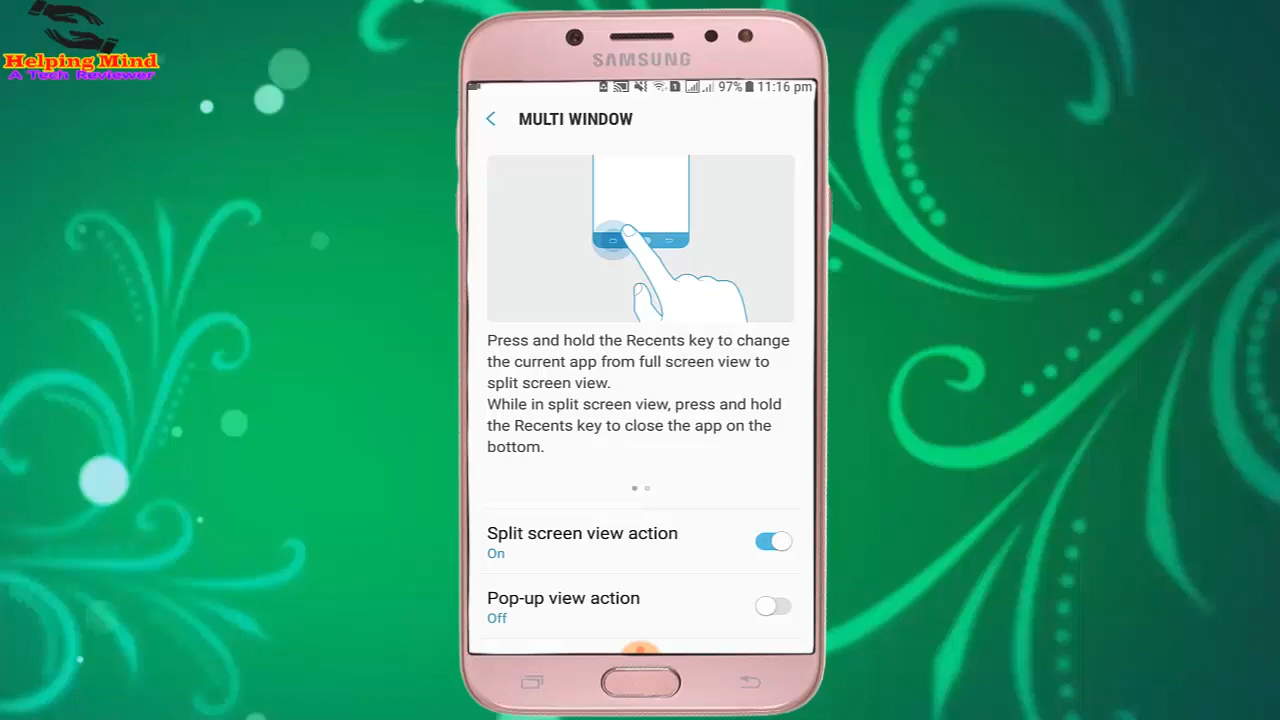 Helping Mind
A Tech Reviewer
SAMSUNG
97% 11:16 pm
MULTI WINDOW
Press and hold the Recents key to change
the current app from full screen view to
split screen view.
While in split screen view, press and hold
the Recents key to close the app on the
bottom.
Split screen view action
On
Pop-up view action
Off